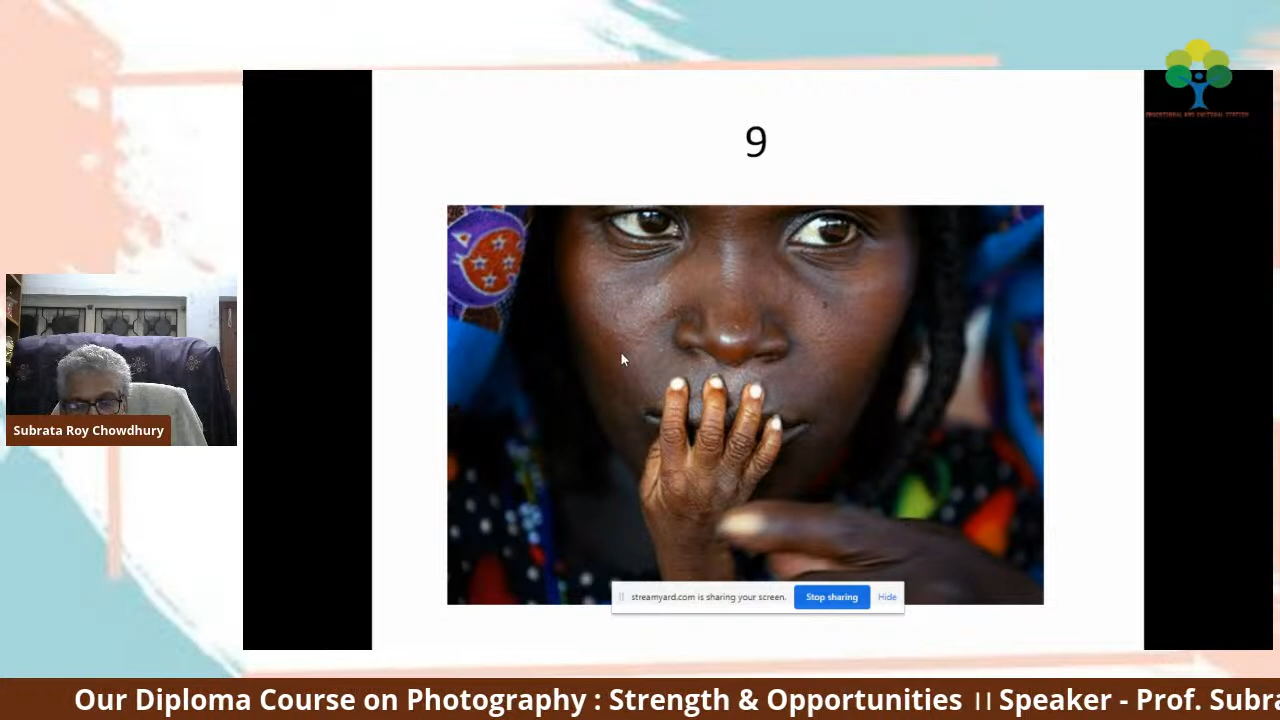 9
Subrata Roy Chowdhury
streamyard.com is sharing your screen. Stop sharing Hide
Our Diploma Course on Photography : Strength & Opportunities ।। Speaker - Prof. Subra